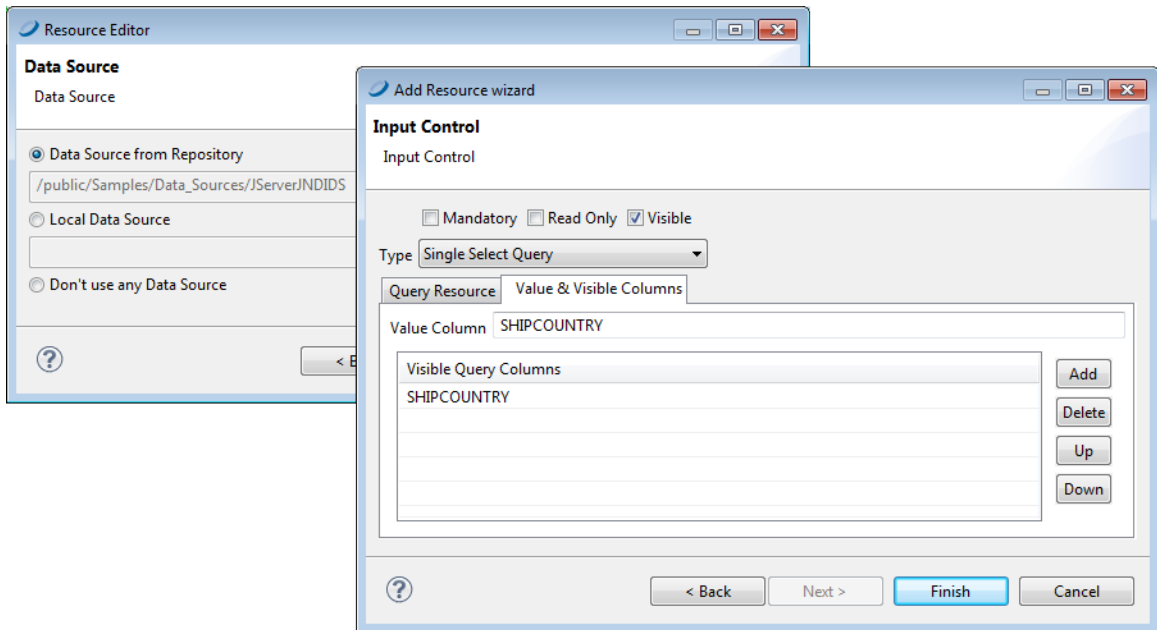 Resource Editor
Data Source
Data Source
Data Source from Repository
/public/Samples/Data_Sources/JServerJNDIDS
Local Data Source
Don't use any Data Source
Add Resource wizard
Input Control
Input Control
Mandatory Read Only Visible
Type Single Select Query
Query Resource Value & Visible Columns
Value Column SHIPCOUNTRY
Visible Query Columns
SHIPCOUNTRY
Add
Delete
Up
Down
< Back Next > Finish Cancel